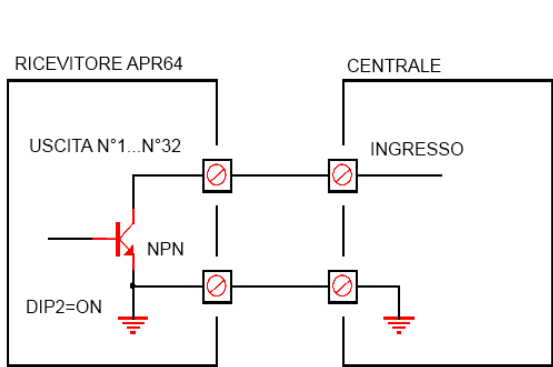 RICEVITORE APR64
CENTRALE
USCITA N°1...N°32
INGRESSO
NPN
DIP2=ON